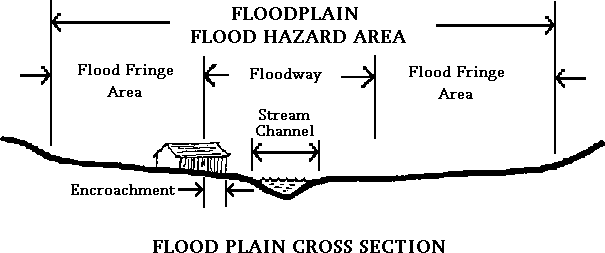 FLOODPLAIN
FLOOD HAZARD AREA
Flood Fringe
Area
Floodway
Flood Fringe
Area
Stream
Channel
Encroachment
FLOOD PLAIN CROSS SECTION